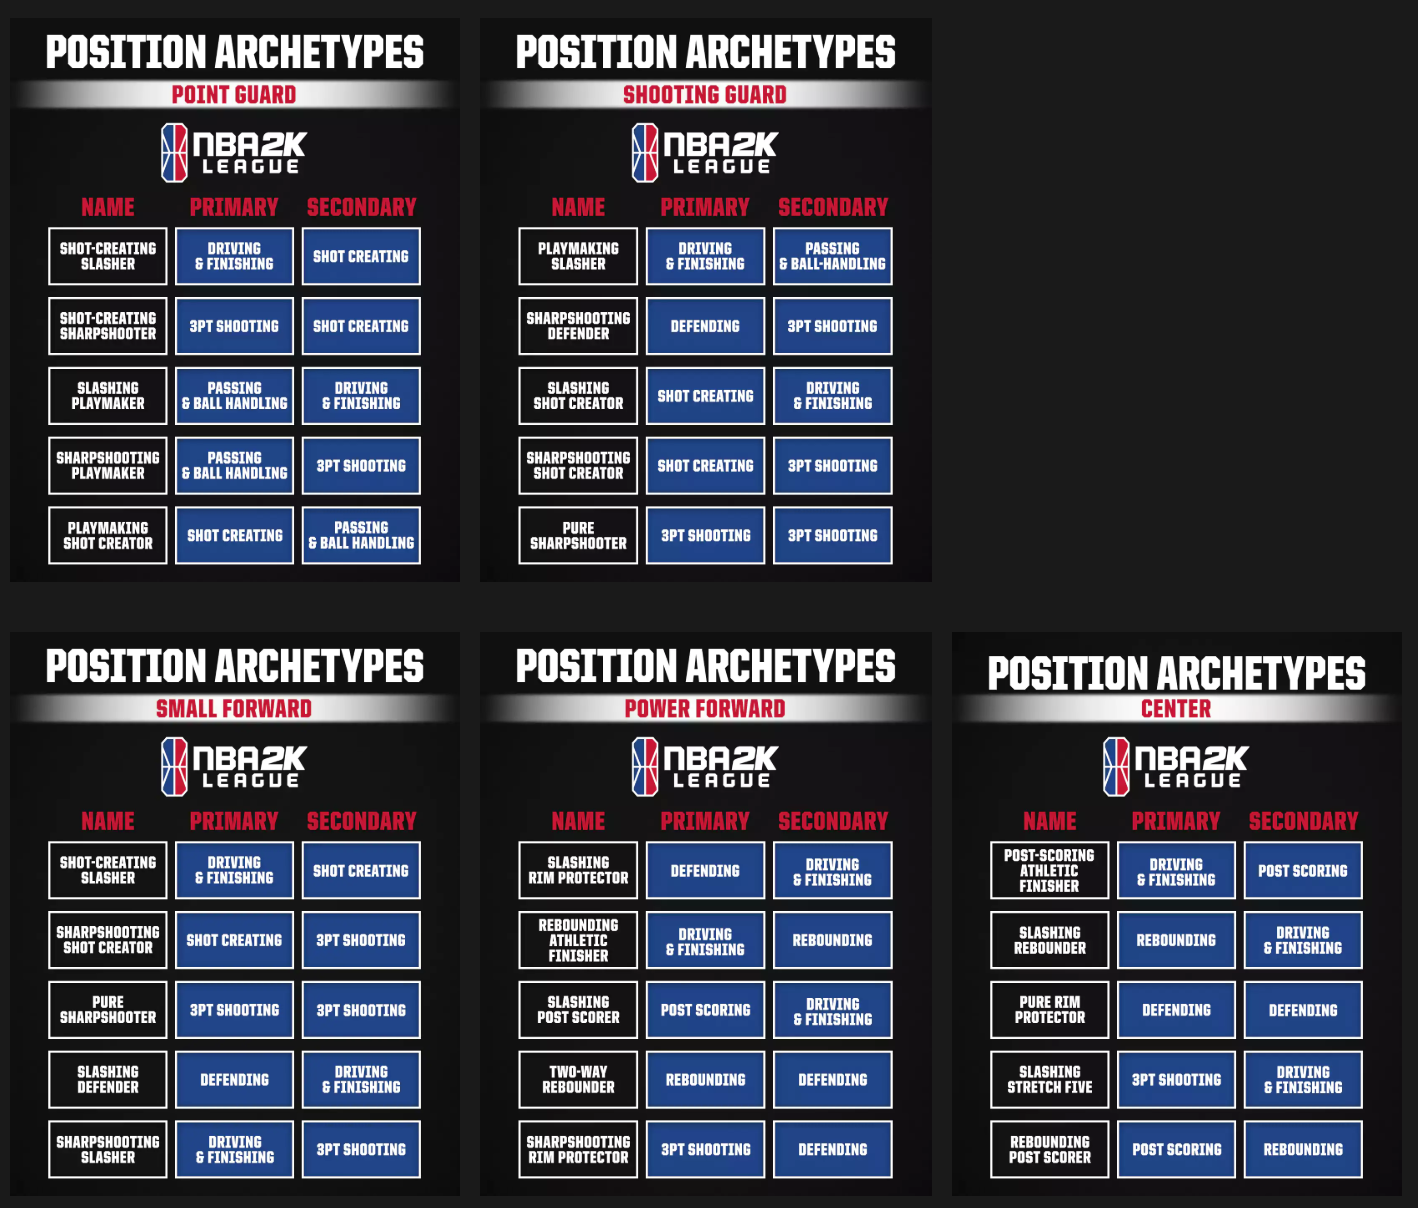 POSITION ARCHETYPES
POINT GUARD
NBA2K
LEAGUE
NAME PRIMARY SECONDARY
SHOT-CREATING
SLASHER
DRIVING
& FINISHING
SHOT CREATING
SHOT-CREATING
SHARPSHOOTER
3PT SHOOTING
SHOT CREATING
SLASHING
PLAYMAKER
PASSING
& BALL HANDLING
DRIVING
& FINISHING
SHARPSHOOTING
PLAYMAKER
PASSING
& BALL HANDLING
3PT SHOOTING
PLAYMAKING
SHOT CREATOR
SHOT CREATING
PASSING
& BALL HANDLING
POSITION ARCHETYPES
SHOOTING GUARD
NBA2K
LEAGUE
NAME PRIMARY SECONDARY
PLAYMAKING
SLASHER
DRIVING
& FINISHING
PASSING
& BALL-HANDLING
SHARPSHOOTING
DEFENDER
DEFENDING
3PT SHOOTING
SLASHING
SHOT CREATOR
SHOT CREATING
DRIVING
& FINISHING
SHARPSHOOTING
SHOT CREATOR
SHOT CREATING
3PT SHOOTING
PURE
SHARPSHOOTER
3PT SHOOTING
3PT SHOOTING
POSITION ARCHETYPES
SMALL FORWARD
NBA2K
LEAGUE
NAME PRIMARY SECONDARY
SHOT-CREATING
SLASHER
DRIVING
& FINISHING
SHOT CREATING
SHARPSHOOTING
SHOT CREATOR
SHOT CREATING
3PT SHOOTING
PURE
SHARPSHOOTER
3PT SHOOTING
3PT SHOOTING
SLASHING
DEFENDER
DEFENDING
DRIVING
& FINISHING
SHARPSHOOTING
SLASHER
DRIVING
& FINISHING
3PT SHOOTING
POSITION ARCHETYPES
POWER FORWARD
NBA2K
LEAGUE
NAME PRIMARY SECONDARY
SLASHING
RIM PROTECTOR
DEFENDING
DRIVING
& FINISHING
REBOUNDING
ATHLETIC
FINISHER
DRIVING
& FINISHING
REBOUNDING
SLASHING
POST SCORER
POST SCORING
DRIVING
& FINISHING
TWO-WAY
REBOUNDER
REBOUNDING
DEFENDING
SHARPSHOOTING
RIM PROTECTOR
3PT SHOOTING
DEFENDING
POSITION ARCHETYPES
CENTER
NBA2K
LEAGUE
NAME PRIMARY SECONDARY
POST-SCORING
ATHLETIC
FINISHER
DRIVING
& FINISHING
POST SCORING
SLASHING
REBOUNDER
REBOUNDING
DRIVING
& FINISHING
PURE RIM
PROTECTOR
DEFENDING
DEFENDING
SLASHING
STRETCH FIVE
3PT SHOOTING
DRIVING
& FINISHING
REBOUNDING
POST SCORER
POST SCORING
REBOUNDING